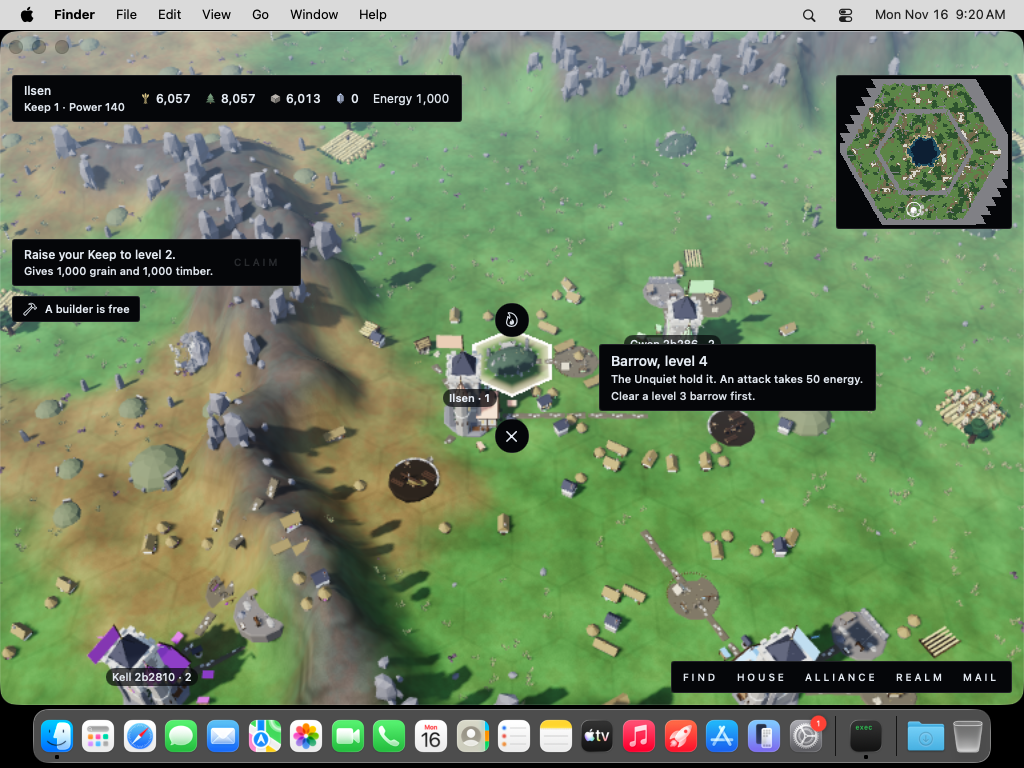 Finder File Edit View Go Window Help Mon Nov 16 9:20 AM
Ilsen
Keep 1 · Power 140
6,057 8,057 6,013 0 Energy 1,000
Raise your Keep to level 2.
Gives 1,000 grain and 1,000 timber.
CLAIM
A builder is free
Barrow, level 4
The Unquiet hold it. An attack takes 50 energy.
Clear a level 3 barrow first.
Ilsen · 1
Kell 2b2810 · 2
FIND HOUSE ALLIANCE REALM MAIL
Mon
16
tv
1
exec